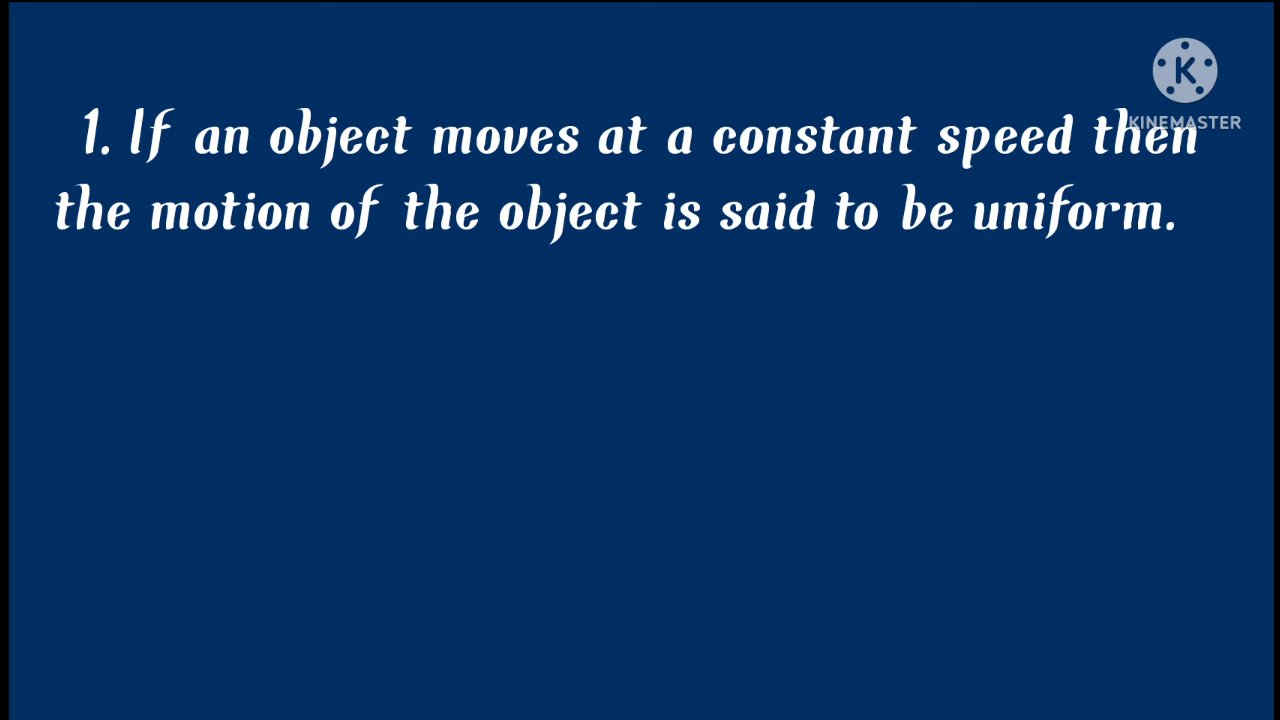 1. If an object moves at a constant speed then
the motion of the object is said to be uniform.
K
KINEMASTER